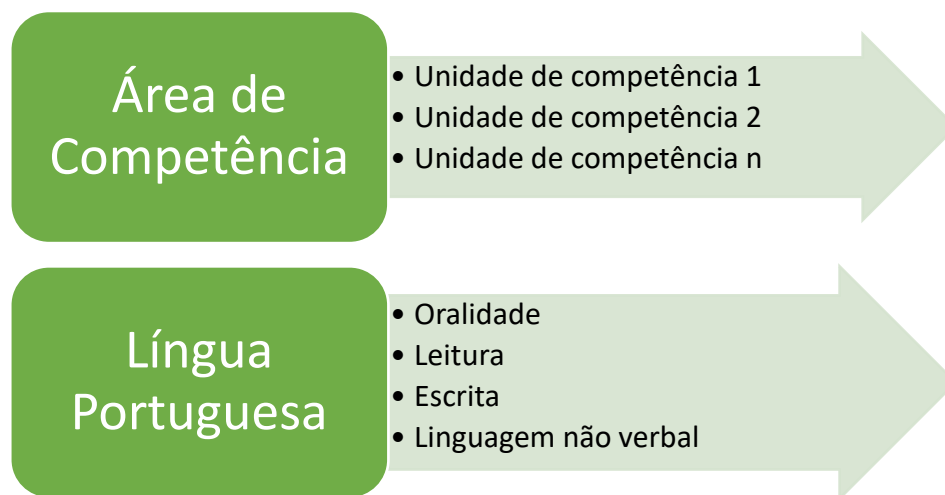 Área de
Competência
• Unidade de competência 1
• Unidade de competência 2
• Unidade de competência n
Língua
Portuguesa
• Oralidade
• Leitura
• Escrita
• Linguagem não verbal